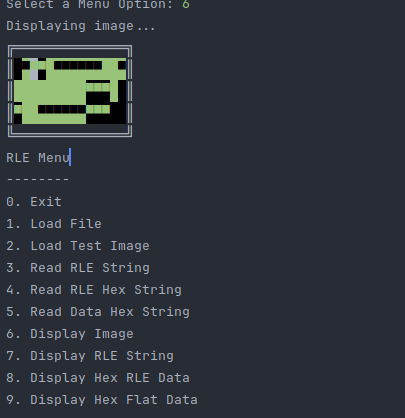 Select a Menu Option: 6
Displaying image...
RLE Menu
--------
0. Exit
1. Load File
2. Load Test Image
3. Read RLE String
4. Read RLE Hex String
5. Read Data Hex String
6. Display Image
7. Display RLE String
8. Display Hex RLE Data
9. Display Hex Flat Data